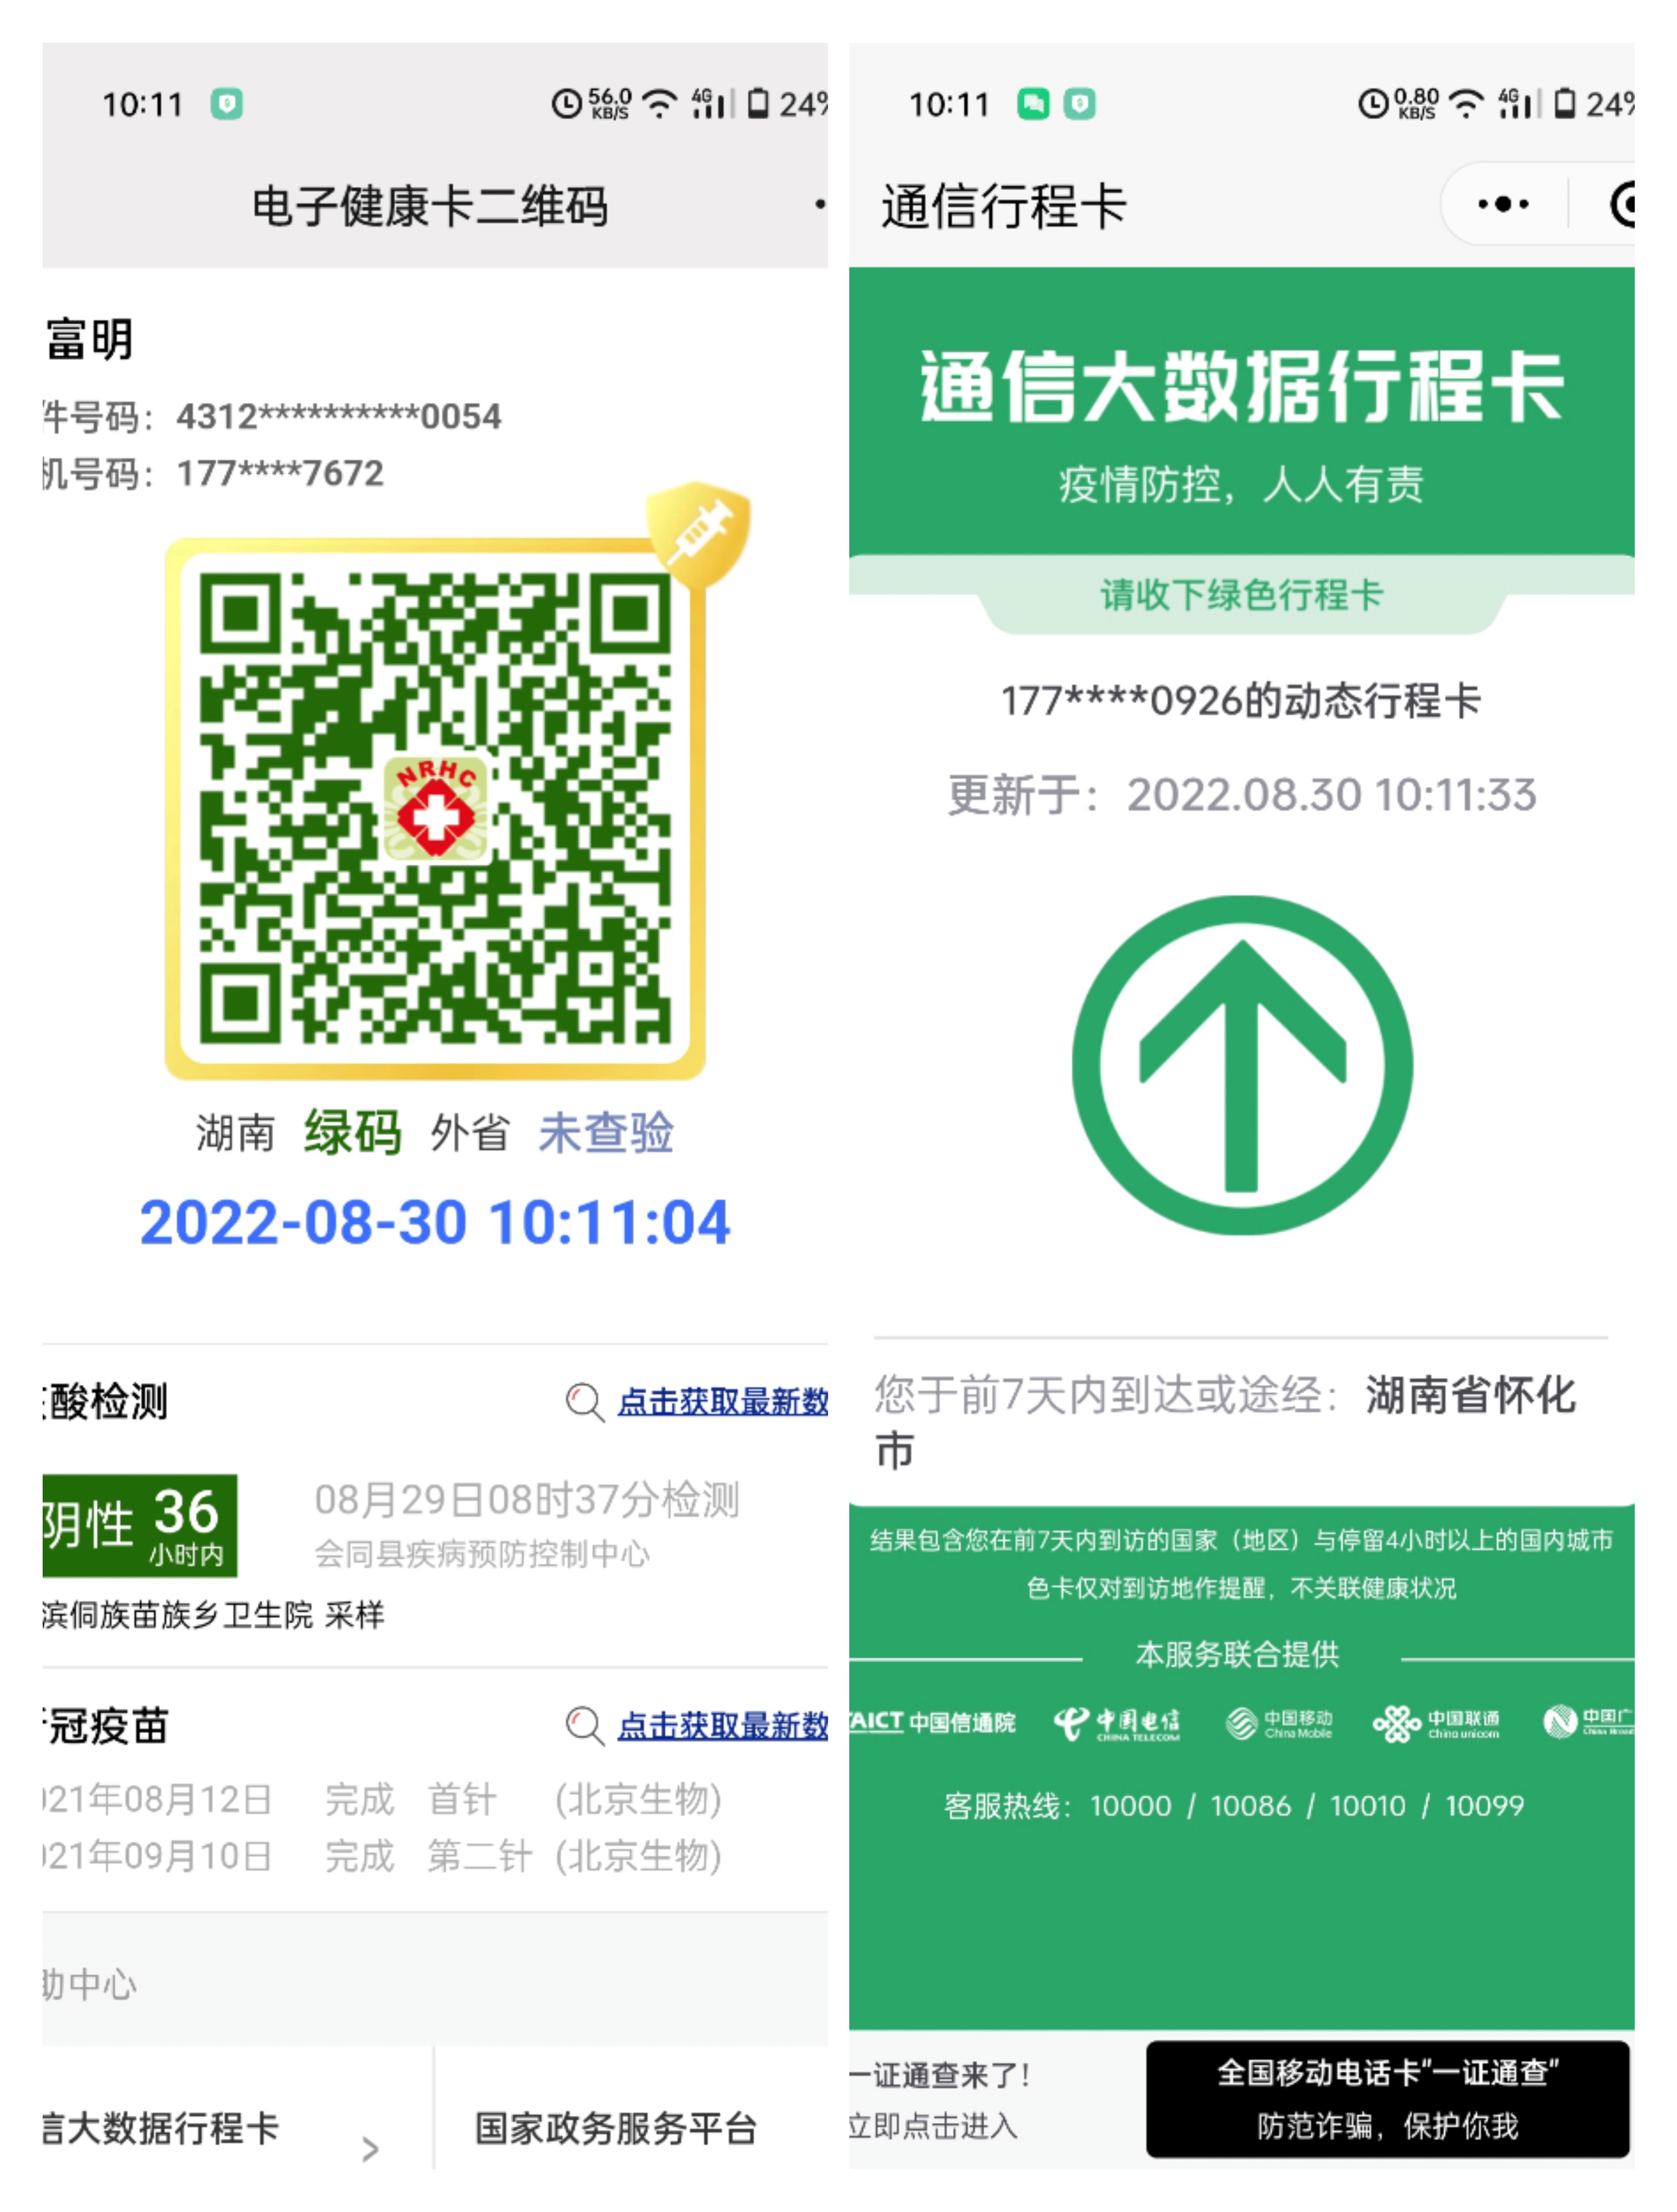 10:11
56.0 KB/S
4G
24%
电子健康卡二维码
富明
件号码：4312**********0054
机号码：177****7672
NRHC
湖南 绿码 外省 未查验
2022-08-30 10:11:04
酸检测
点击获取最新数
阴性 36 小时内
08月29日08时37分检测
会同县疾病预防控制中心
滨侗族苗族乡卫生院 采样
冠疫苗
点击获取最新数
21年08月12日 完成 首针 (北京生物)
21年09月10日 完成 第二针 (北京生物)
助中心
信大数据行程卡 >
国家政务服务平台
10:11
0.80 KB/S
4G
24%
通信行程卡
通信大数据行程卡
疫情防控，人人有责
请收下绿色行程卡
177****0926的动态行程卡
更新于：2022.08.30 10:11:33
您于前7天内到达或途经：湖南省怀化
市
结果包含您在前7天内到访的国家（地区）与停留4小时以上的国内城市
色卡仅对到访地作提醒，不关联健康状况
本服务联合提供
AICT 中国信通院
中国电信 CHINA TELECOM
中国移动 China Mobile
中国联通 China unicom
中国广
客服热线：10000 / 10086 / 10010 / 10099
一证通查来了!
立即点击进入
全国移动电话卡"一证通查"
防范诈骗，保护你我